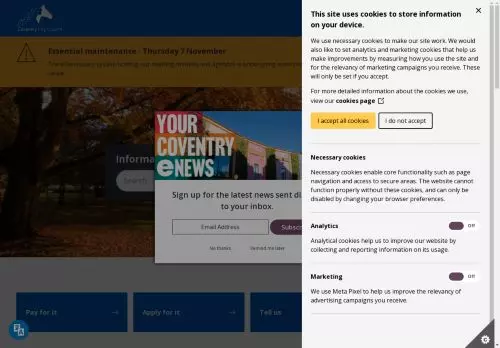 This site uses cookies to store information
on your device.
We use necessary cookies to make our site work. We would
also like to set analytics and marketing cookies that help us
make improvements by measuring how you use the site and
for the relevancy of marketing campaigns you receive. These
will only be set if you accept.
For more detailed information about the cookies we use,
view our cookies page
I accept all cookies
I do not accept
Necessary cookies
Necessary cookies enable core functionality such as page
navigation and access to secure areas. The website cannot
function properly without these cookies, and can only be
disabled by changing your browser preferences.
Analytics
Off
Analytical cookies help us to improve our website by
collecting and reporting information on its usage.
Marketing
Off
We use Meta Pixel to help us improve the relevancy of
advertising campaigns you receive.
Coventry City Council
Essential maintenance - Thursday 7 November
YOUR
COVENTRY
eNEWS
Sign up for the latest news sent di
to your inbox.
Email Address
Subsc
No thanks
Remind me later
Informa
Search
Pay for it
Apply for it
Tell us